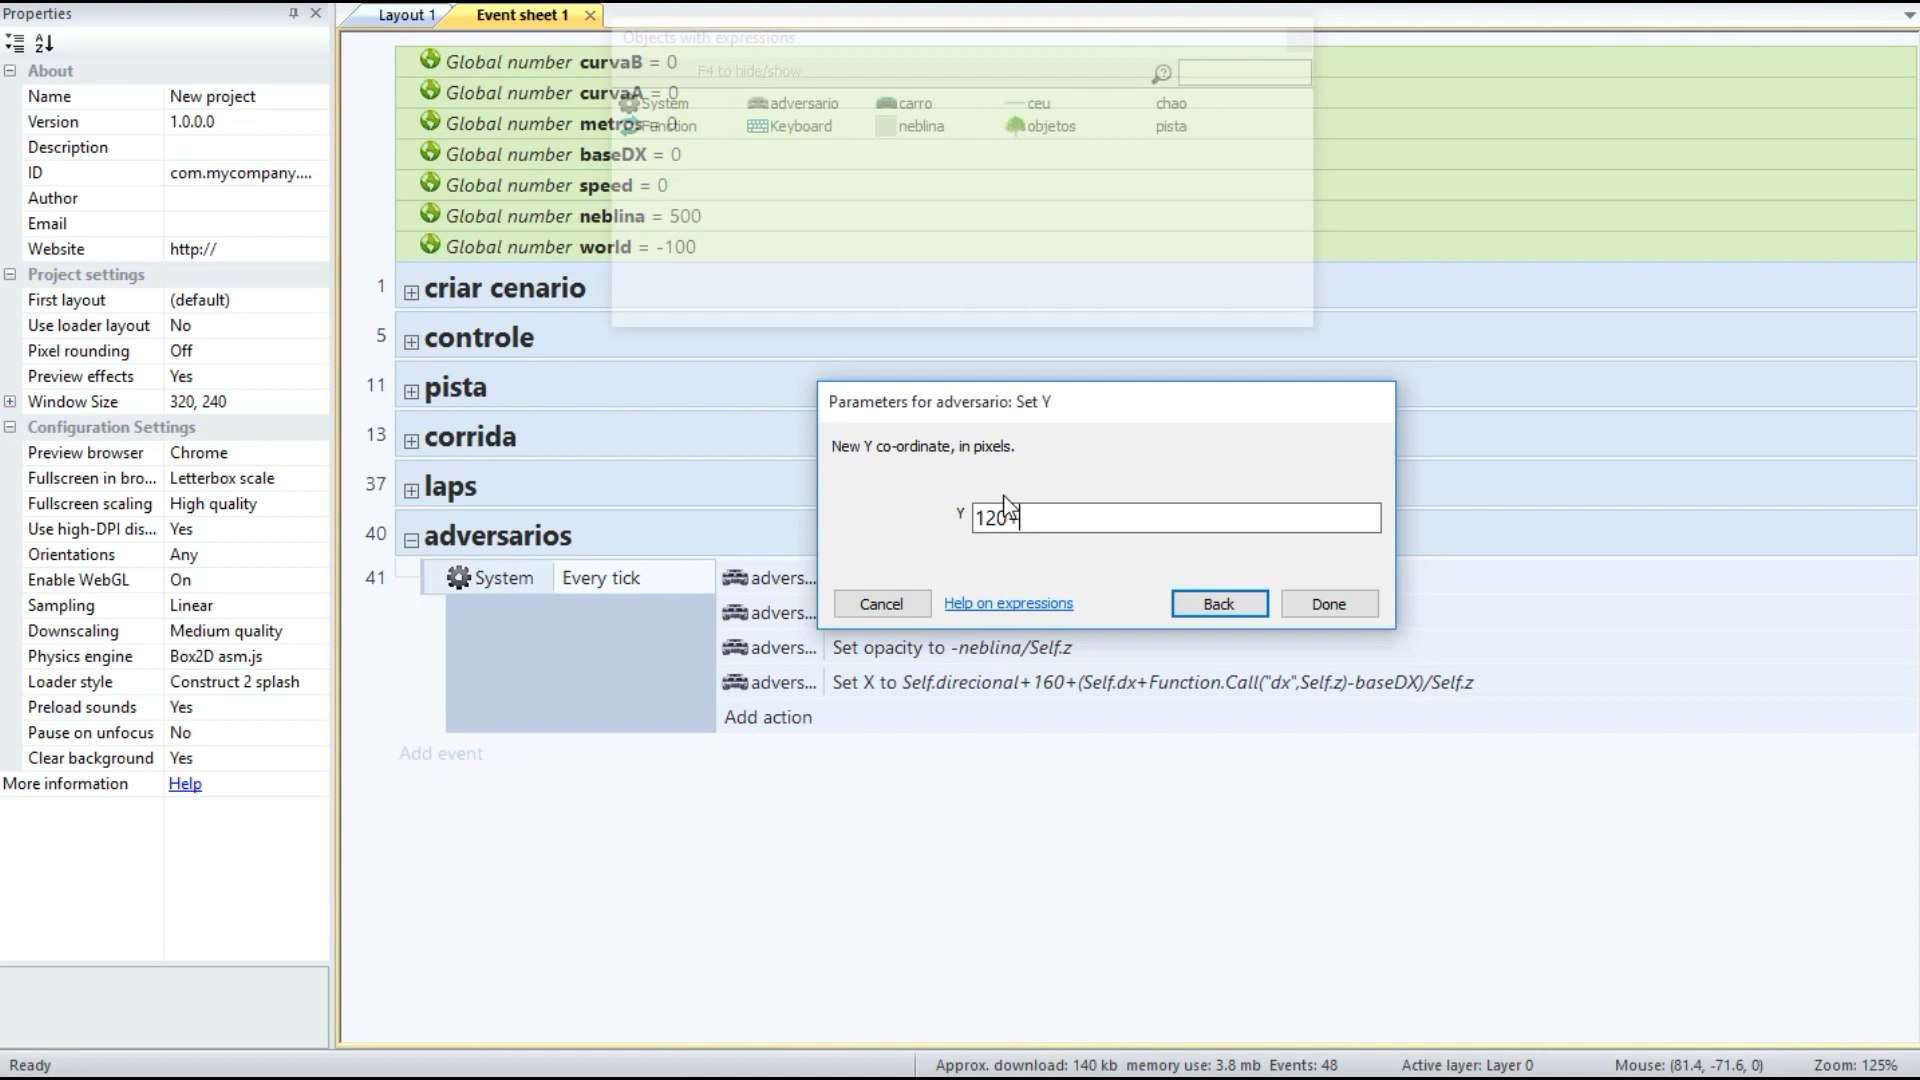 Properties
About
Name New project
Version 1.0.0.0
Description
ID com.mycompany....
Author
Email
Website http://
Project settings
First layout (default)
Use loader layout No
Pixel rounding Off
Preview effects Yes
Window Size 320, 240
Configuration Settings
Preview browser Chrome
Fullscreen in bro... Letterbox scale
Fullscreen scaling High quality
Use high-DPI dis... Yes
Orientations Any
Enable WebGL On
Sampling Linear
Downscaling Medium quality
Physics engine Box2D asm.js
Loader style Construct 2 splash
Preload sounds Yes
Pause on unfocus No
Clear background Yes
More information Help
Layout 1 Event sheet 1
Objects with expressions
F4 to hide/show
System adversario carro ceu chao
Function Keyboard neblina objetos pista
Global number curvaB = 0
Global number curvaA = 0
Global number metros = 0
Global number baseDX = 0
Global number speed = 0
Global number neblina = 500
Global number world = -100
1 criar cenario
5 controle
11 pista
13 corrida
37 laps
40 adversarios
41 System Every tick advers...
advers...
advers... Set opacity to -neblina/Self.z
advers... Set X to Self.direcional+160+(Self.dx+Function.Call("dx",Self.z)-baseDX)/Self.z
Add action
Add event
Parameters for adversario: Set Y
New Y co-ordinate, in pixels.
Y 120+
Cancel Help on expressions Back Done
Ready Approx. download: 140 kb memory use: 3.8 mb Events: 48 Active layer: Layer 0 Mouse: (81.4, -71.6, 0) Zoom: 125%